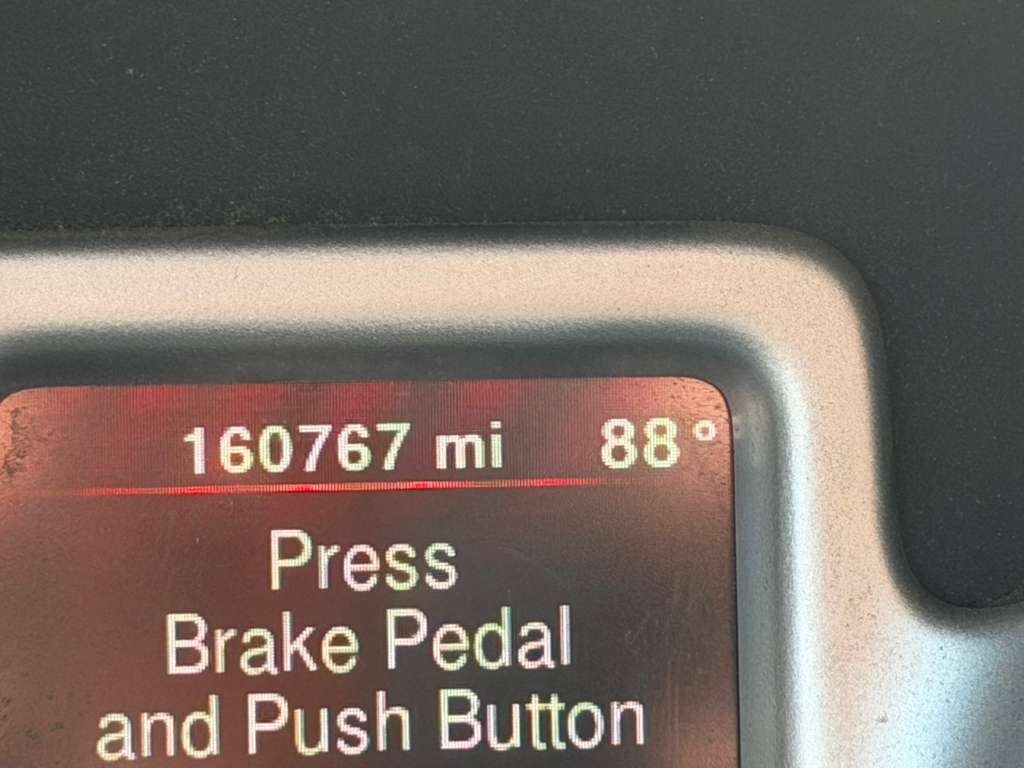 160767 mi 88°
Press
Brake Pedal
and Push Button